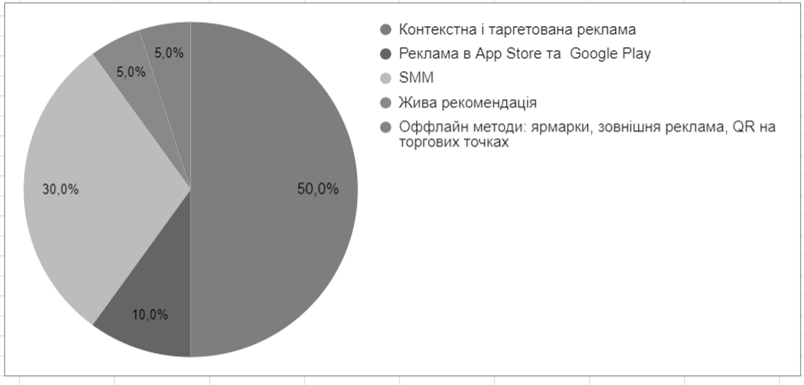 Контекстна і таргетована реклама
Реклама в App Store та Google Play
SMM
Жива рекомендація
Оффлайн методи: ярмарки, зовнішня реклама, QR на
торгових точках
5,0%
5,0%
30,0%
50,0%
10,0%